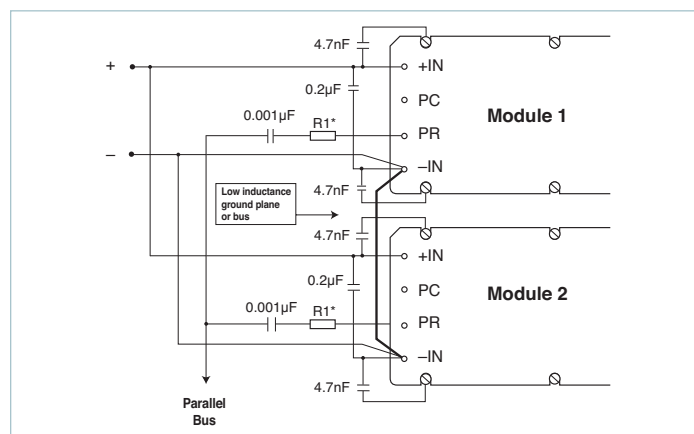 4.7nF
+
+IN
0.2µF
PC
Module 1
0.001µF
R1*
PR
–
–IN
4.7nF
Low inductance
ground plane
or bus
4.7nF
+IN
0.2µF
PC
Module 2
0.001µF
R1*
PR
–IN
4.7nF
Parallel
Bus